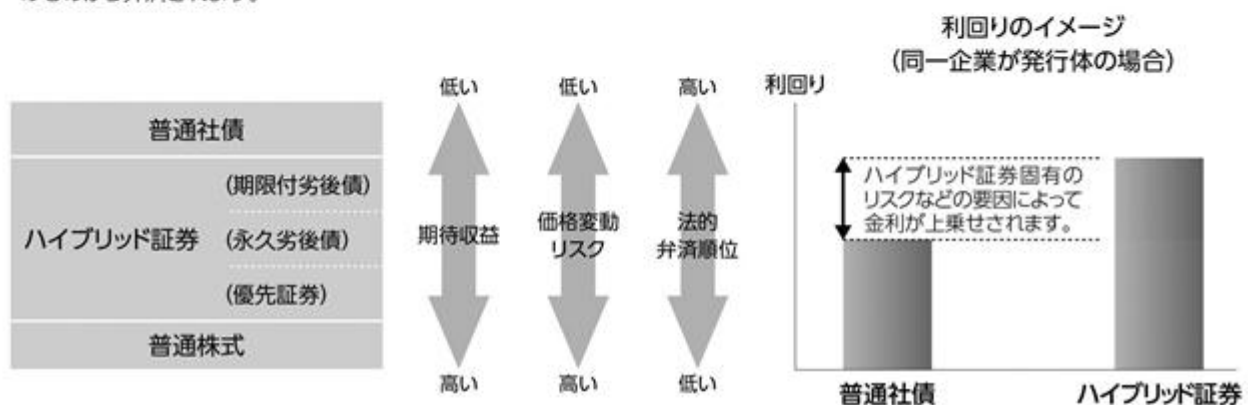 普通社債
ハイブリッド証券
(期限付劣後債)
(永久劣後債)
(優先証券)
普通株式
低い
期待収益
高い
低い
価格変動
リスク
高い
高い
法的
弁済順位
低い
利回りのイメージ
(同一企業が発行体の場合)
利回り
ハイブリッド証券固有の
リスクなどの要因によって
金利が上乗せされます。
普通社債
ハイブリッド証券